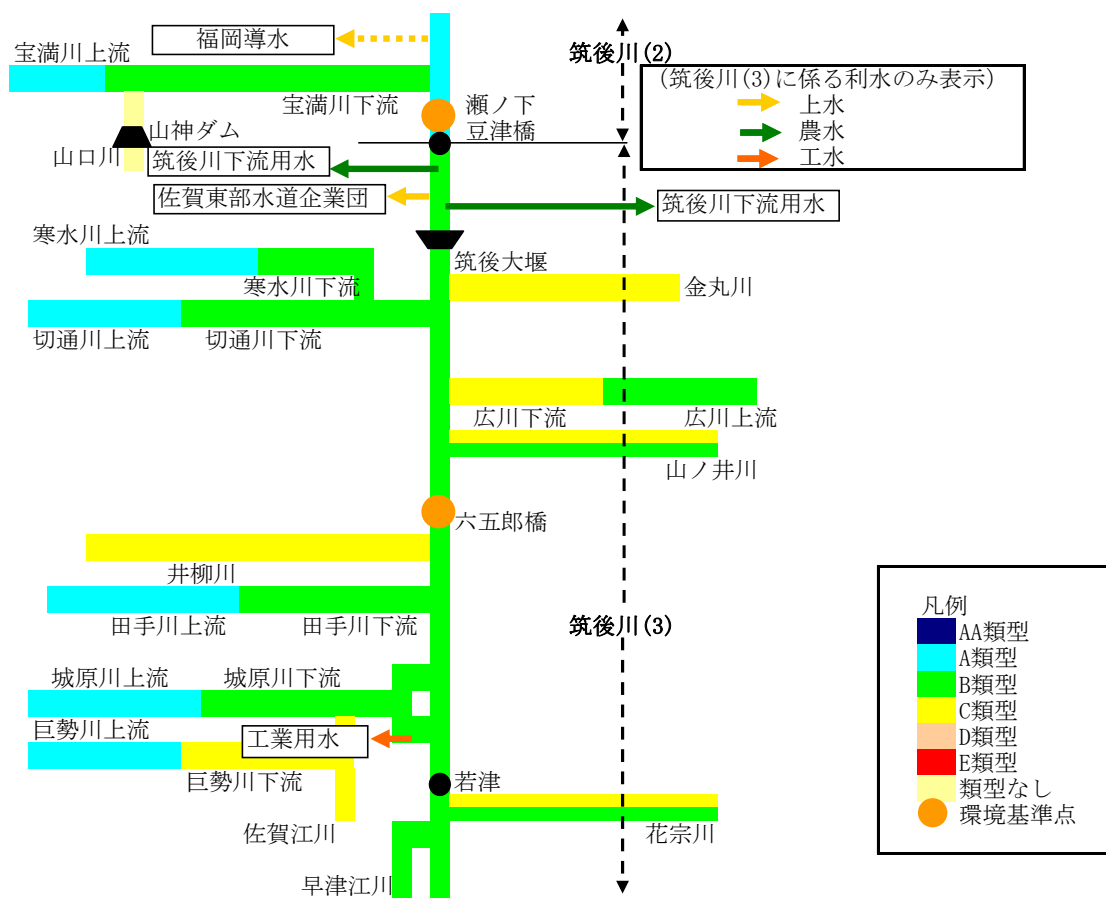 福岡導水
宝満川上流
筑後川(2)
(筑後川(3)に係る利水のみ表示)
上水
農水
工水
宝満川下流
瀬ノ下
豆津橋
山神ダム
山口川
筑後川下流用水
佐賀東部水道企業団
筑後川下流用水
寒水川上流
筑後大堰
寒水川下流
金丸川
切通川上流
切通川下流
広川下流
広川上流
山ノ井川
六五郎橋
井柳川
田手川上流
田手川下流
筑後川(3)
城原川上流
城原川下流
巨勢川上流
工業用水
巨勢川下流
若津
佐賀江川
花宗川
早津江川
凡例
AA類型
A類型
B類型
C類型
D類型
E類型
類型なし
環境基準点